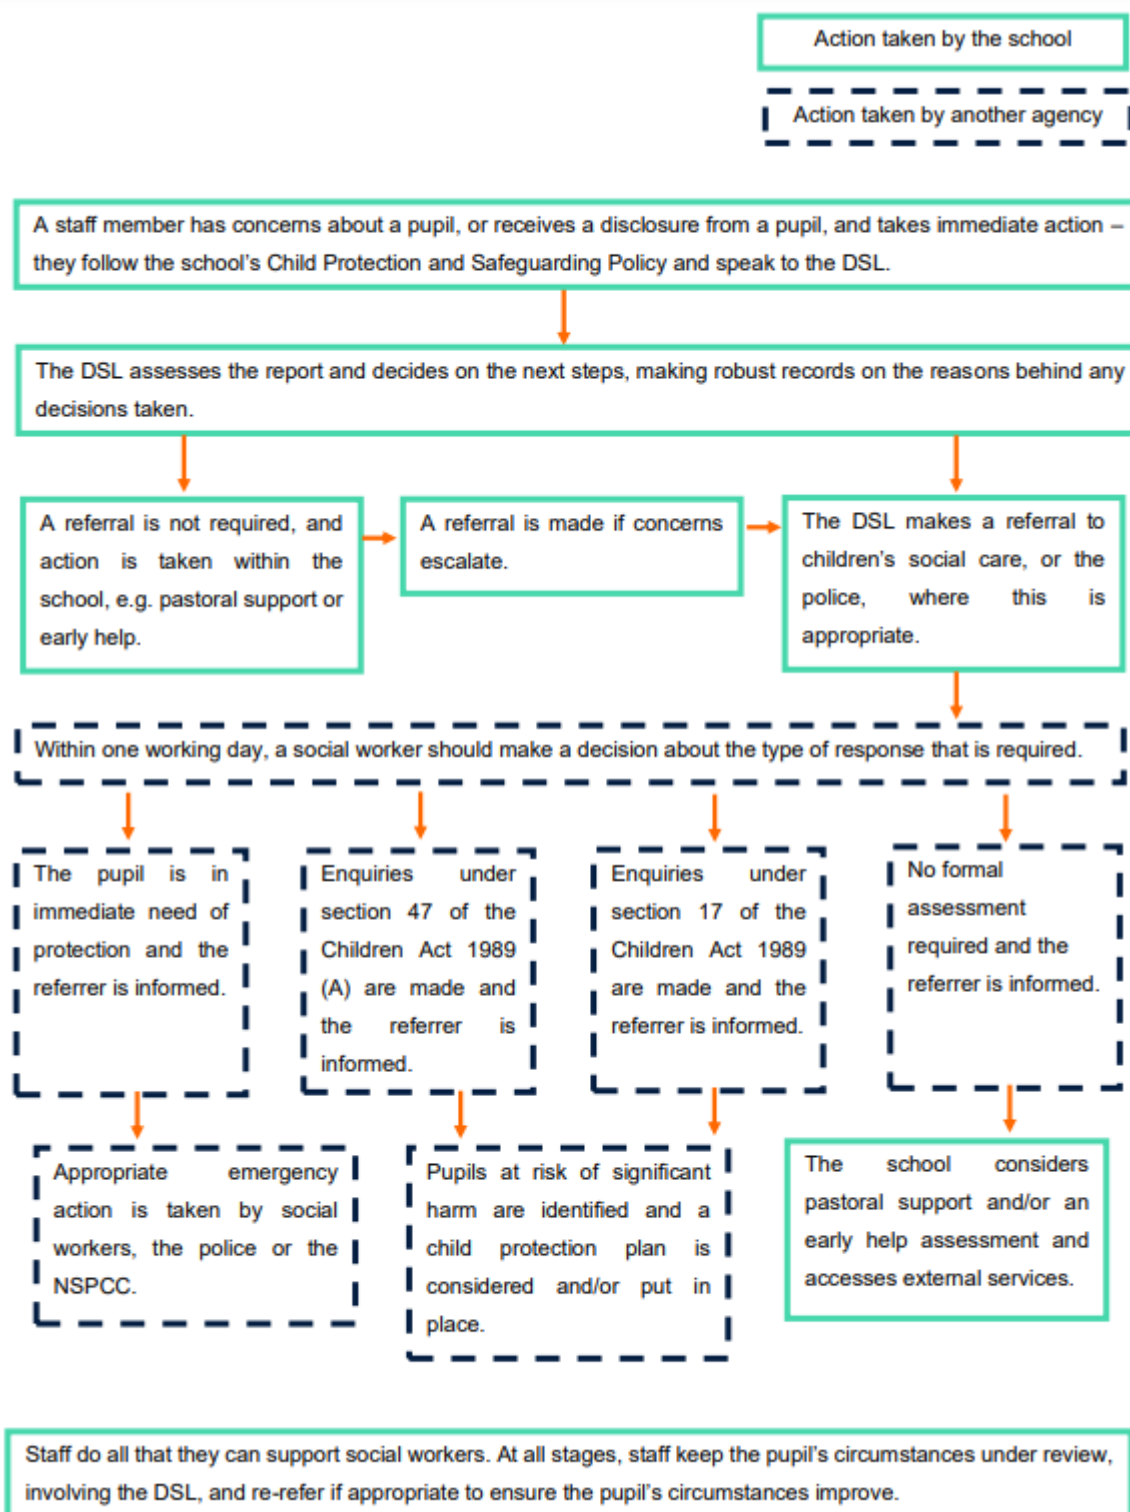 Action taken by the school
Action taken by another agency
A staff member has concerns about a pupil, or receives a disclosure from a pupil, and takes immediate action –
they follow the school's Child Protection and Safeguarding Policy and speak to the DSL.
The DSL assesses the report and decides on the next steps, making robust records on the reasons behind any
decisions taken.
A referral is not required, and
action is taken within the
school, e.g. pastoral support or
early help.
A referral is made if concerns
escalate.
The DSL makes a referral to
children's social care, or the
police, where this is
appropriate.
Within one working day, a social worker should make a decision about the type of response that is required.
The pupil is in
immediate need of
protection and the
referrer is informed.
Enquiries under
section 47 of the
Children Act 1989
(A) are made and
the referrer is
informed.
Enquiries under
section 17 of the
Children Act 1989
are made and the
referrer is informed.
No formal
assessment
required and the
referrer is informed.
Appropriate emergency
action is taken by social
workers, the police or the
NSPCC.
Pupils at risk of significant
harm are identified and a
child protection plan is
considered and/or put in
place.
The school considers
pastoral support and/or an
early help assessment and
accesses external services.
Staff do all that they can support social workers. At all stages, staff keep the pupil's circumstances under review,
involving the DSL, and re-refer if appropriate to ensure the pupil's circumstances improve.